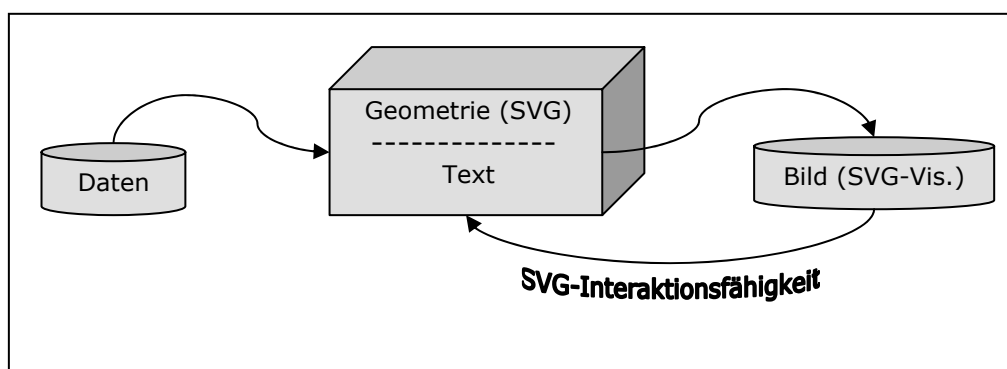 Geometrie (SVG)
---------------
Text
Daten
Bild (SVG-Vis.)
SVG-Interaktionsfähigkeit